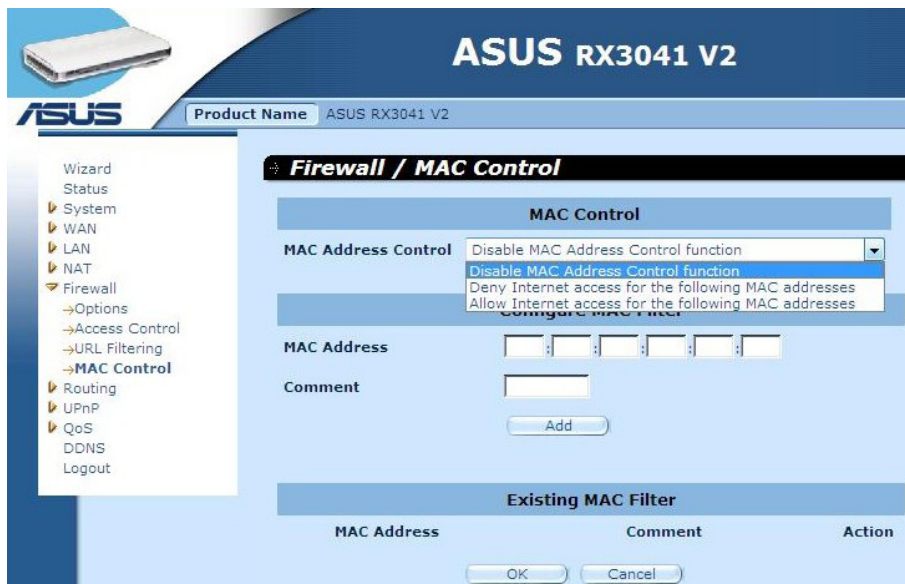 ASUS RX3041 V2
ASUS
Product Name ASUS RX3041 V2
Wizard
Status
System
WAN
LAN
NAT
Firewall
→Options
→Access Control
→URL Filtering
→MAC Control
Routing
UPnP
QoS
DDNS
Logout
Firewall / MAC Control
MAC Control
MAC Address Control Disable MAC Address Control function
Disable MAC Address Control function
Deny Internet access for the following MAC addresses
Allow Internet access for the following MAC addresses
Configure MAC Filter
MAC Address : : : : :
Comment
Add
Existing MAC Filter
MAC Address Comment Action
OK Cancel